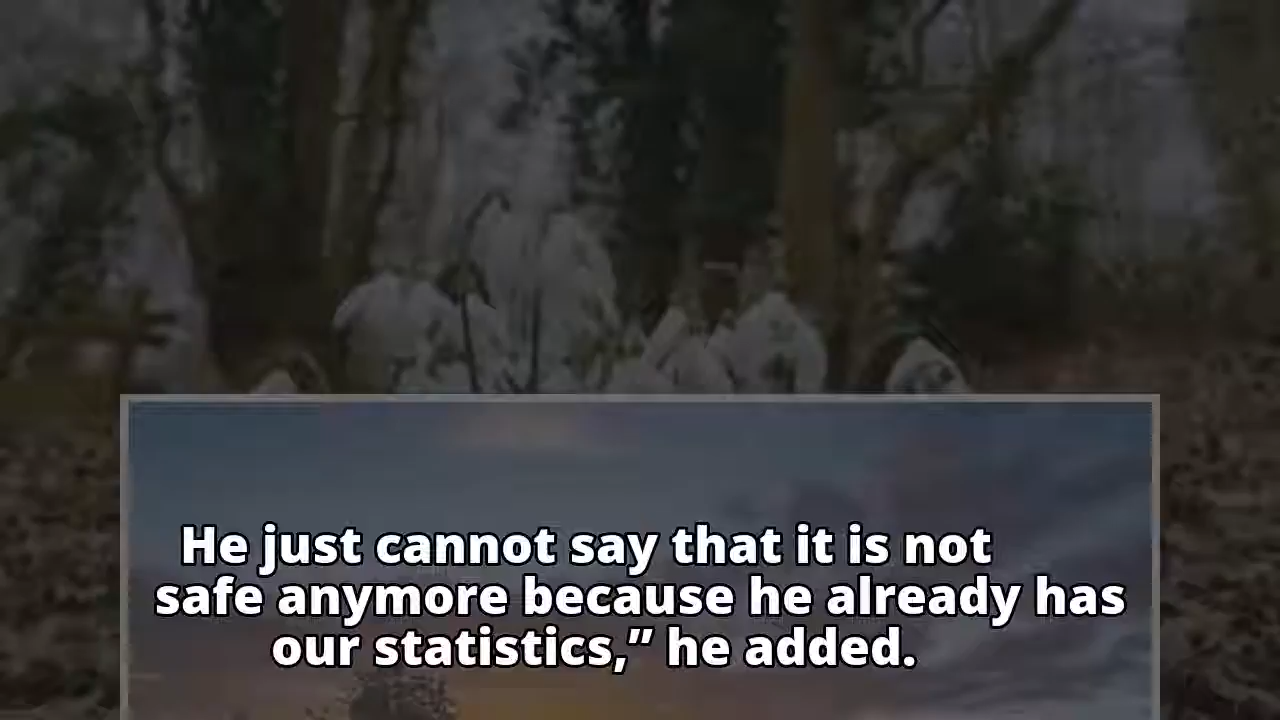 He just cannot say that it is not
safe anymore because he already has
our statistics,” he added.